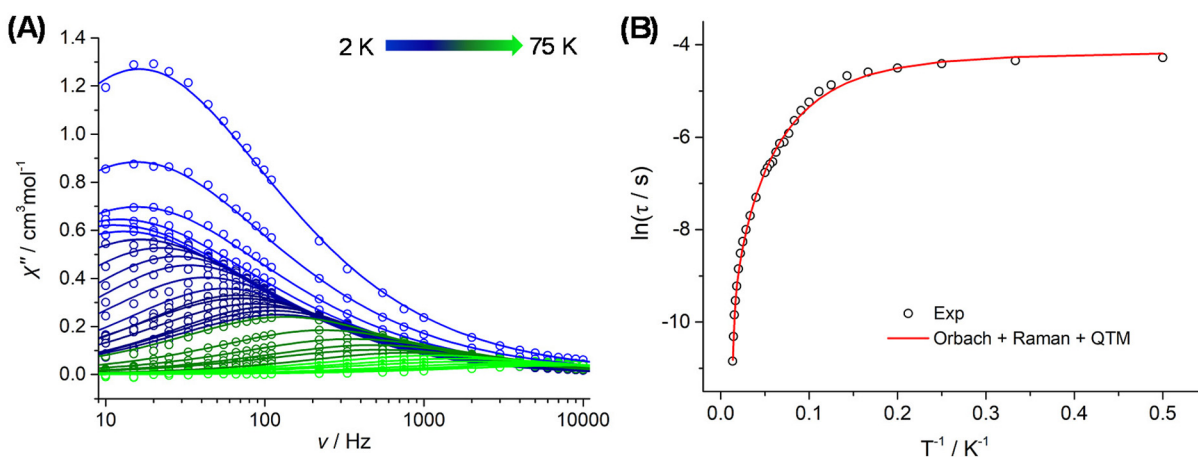 (A)
2 K 75 K
1.4
1.2
1.0
0.8
0.6
0.4
0.2
0.0
χ'' / cm³mol⁻¹
10 100 1000 10000
ν / Hz
(B)
-4
-6
-8
-10
ln(τ / s)
Exp
Orbach + Raman + QTM
0.0 0.1 0.2 0.3 0.4 0.5
T⁻¹ / K⁻¹